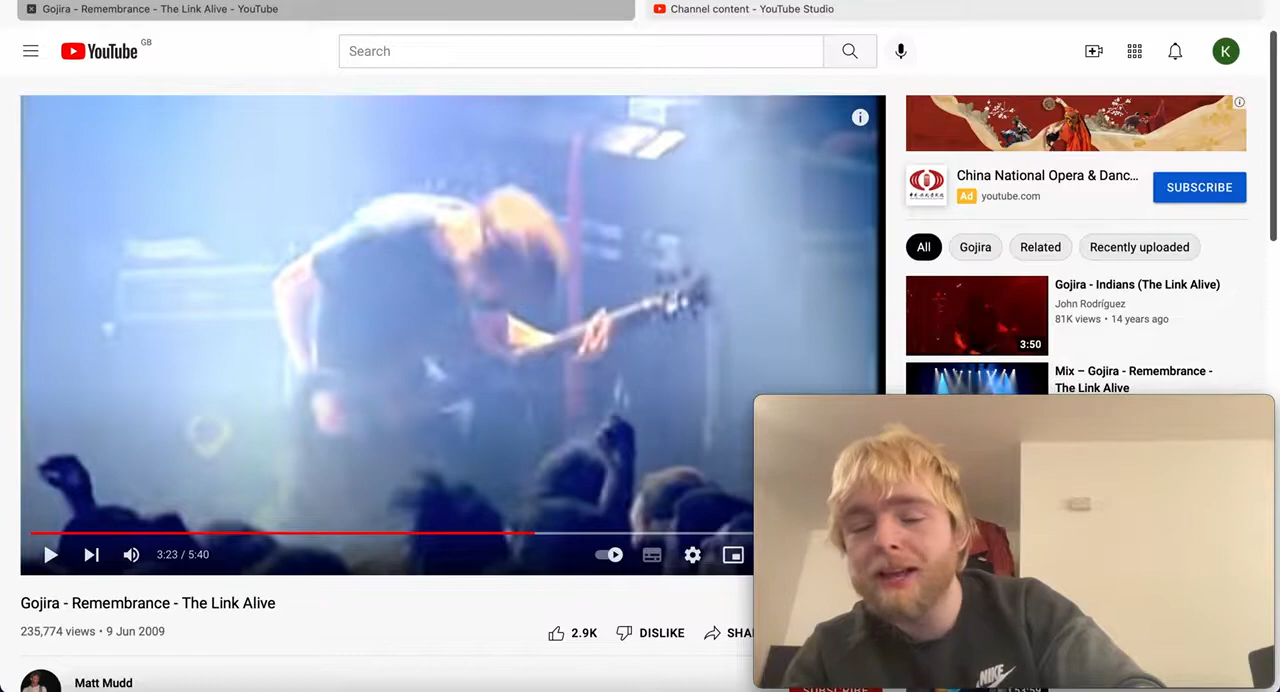 Gojira - Remembrance - The Link Alive - YouTube
Channel content - YouTube Studio
YouTube GB
Search
K
China National Opera & Danc...
Ad youtube.com
SUBSCRIBE
All Gojira Related Recently uploaded
Gojira - Indians (The Link Alive)
John Rodríguez
81K views • 14 years ago
3:50
Mix – Gojira - Remembrance -
The Link Alive
3:23 / 5:40
Gojira - Remembrance - The Link Alive
235,774 views • 9 Jun 2009
2.9K DISLIKE SHA
Matt Mudd
NIKE